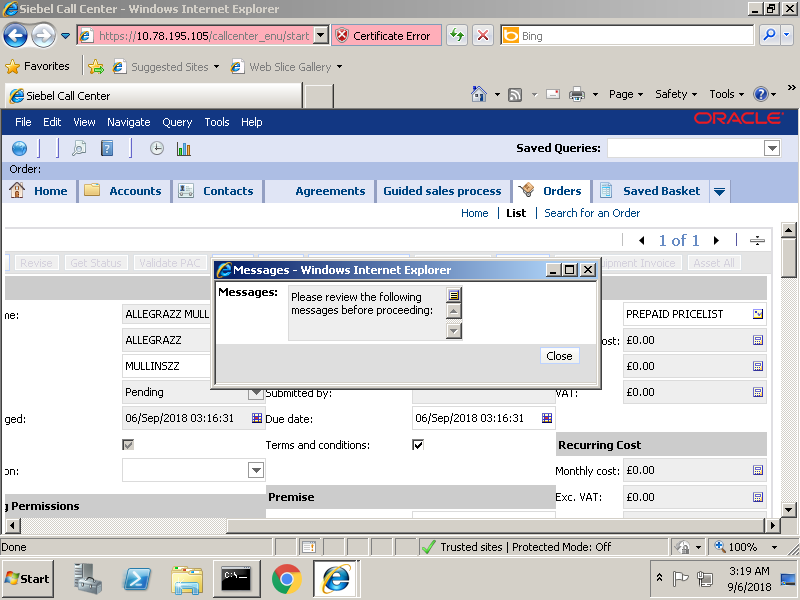 Siebel Call Center - Windows Internet Explorer
https://10.78.195.105/callcenter_enu/start
Certificate Error
Bing
Favorites
Suggested Sites
Web Slice Gallery
Siebel Call Center
Page
Safety
Tools
»
File Edit View Navigate Query Tools Help
ORACLE
Saved Queries:
Order:
Home
Accounts
Contacts
Agreements
Guided sales process
Orders
Saved Basket
Home | List | Search for an Order
1 of 1
Revise
Get Status
Validate PAC
Asset All
Messages - Windows Internet Explorer
Messages:
Please review the following
messages before proceeding:
Close
me:
ALLEGRAZZ MULL
PREPAID PRICELIST
ALLEGRAZZ
ost:
£0.00
MULLINSZZ
£0.00
Pending
Submitted by:
VAT:
£0.00
ged:
06/Sep/2018 03:16:31
Due date:
06/Sep/2018 03:16:31
Terms and conditions:
Recurring Cost
on:
Monthly cost:
£0.00
g Permissions
Premise
Exc. VAT:
£0.00
Done
Trusted sites | Protected Mode: Off
100%
Start
3:19 AM
9/6/2018